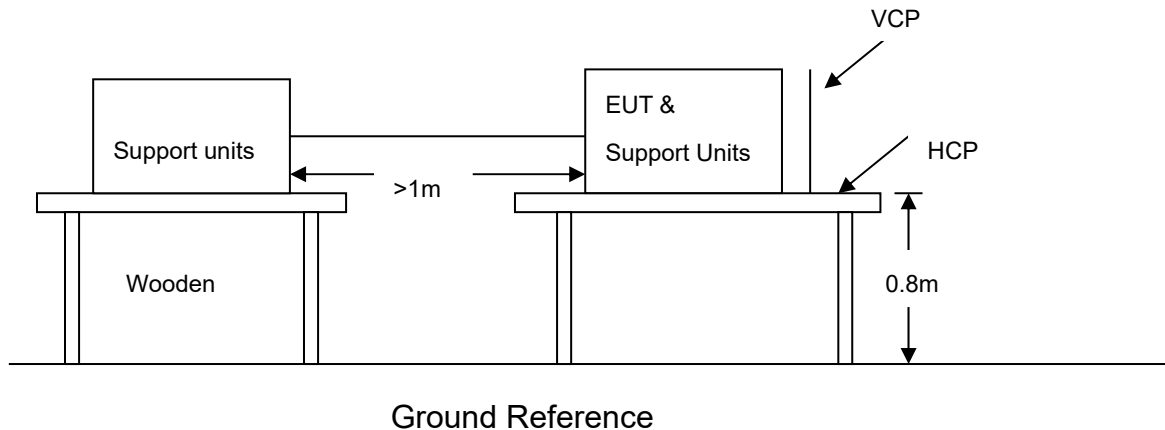 VCP
EUT &
Support units
Support Units
HCP
>1m
Wooden
0.8m
Ground Reference